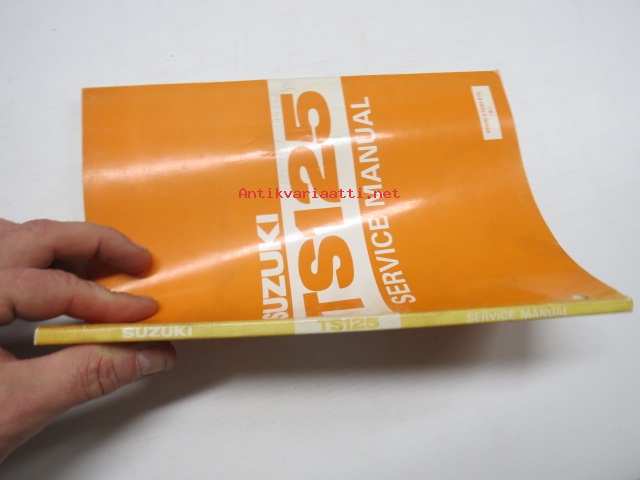 SUZUKI
TS125
SERVICE MANUAL
Antikvariaatti.net
SUZUKI TS125 SERVICE MANUAL